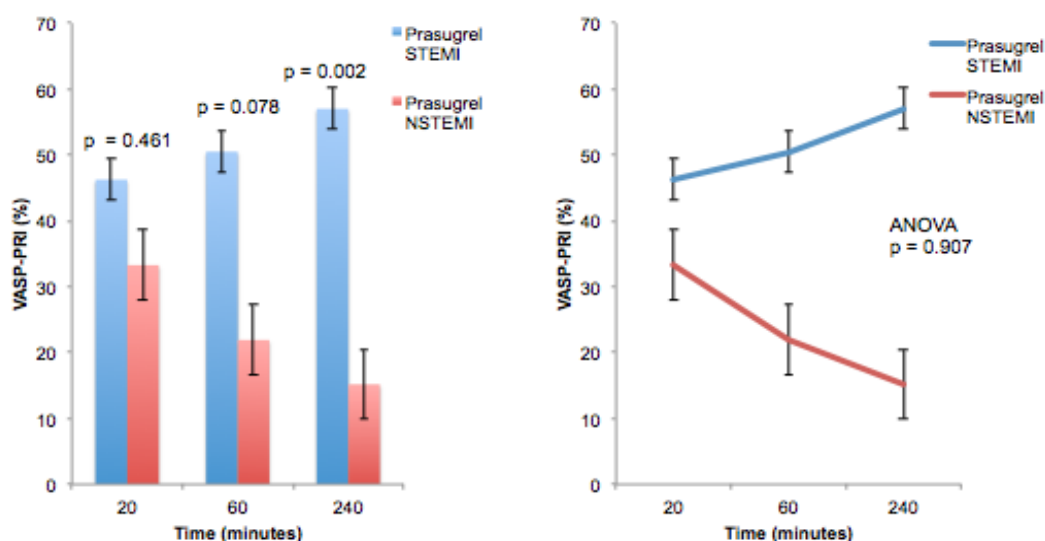 70
60
50
40
30
20
10
0
VASP-PRI (%)
p = 0.461
p = 0.078
p = 0.002
Prasugrel
STEMI
Prasugrel
NSTEMI
20 60 240
Time (minutes)
70
60
50
40
30
20
10
0
VASP-PRI (%)
Prasugrel
STEMI
Prasugrel
NSTEMI
ANOVA
p = 0.907
20 60 240
Time (minutes)